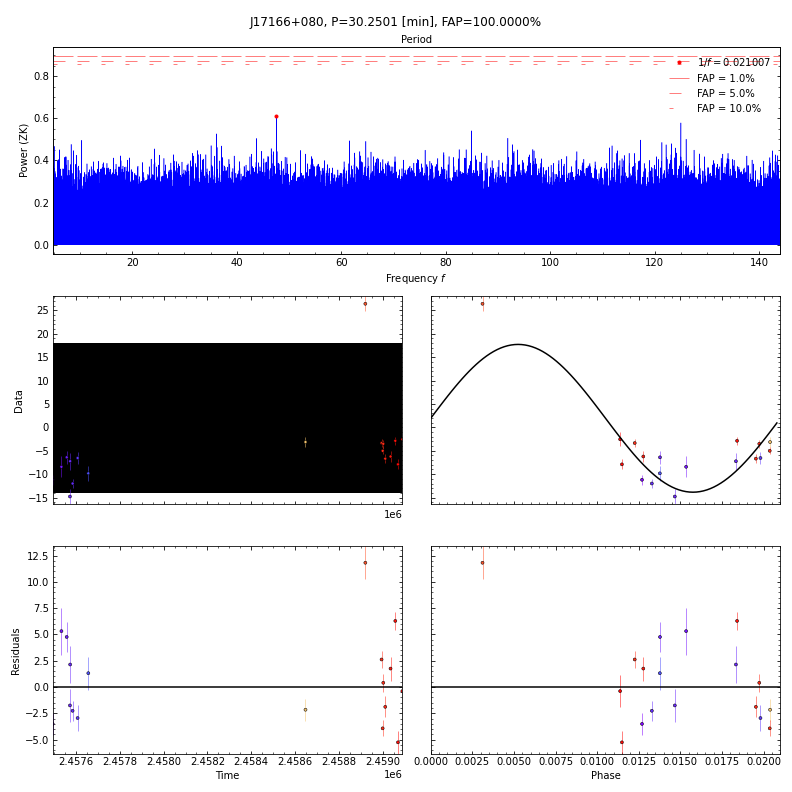 J17166+080, P=30.2501 [min], FAP=100.0000%
Period
Power (ZK)
0.8
0.6
0.4
0.2
0.0
1/f = 0.021007
FAP = 1.0%
FAP = 5.0%
FAP = 10.0%
20 40 60 80 100 120 140
Frequency f
Data
25
20
15
10
5
0
−5
−10
−15
1e6
Residuals
12.5
10.0
7.5
5.0
2.5
0.0
−2.5
−5.0
2.4576 2.4578 2.4580 2.4582 2.4584 2.4586 2.4588 2.4590
Time
1e6
0.0000 0.0025 0.0050 0.0075 0.0100 0.0125 0.0150 0.0175 0.0200
Phase